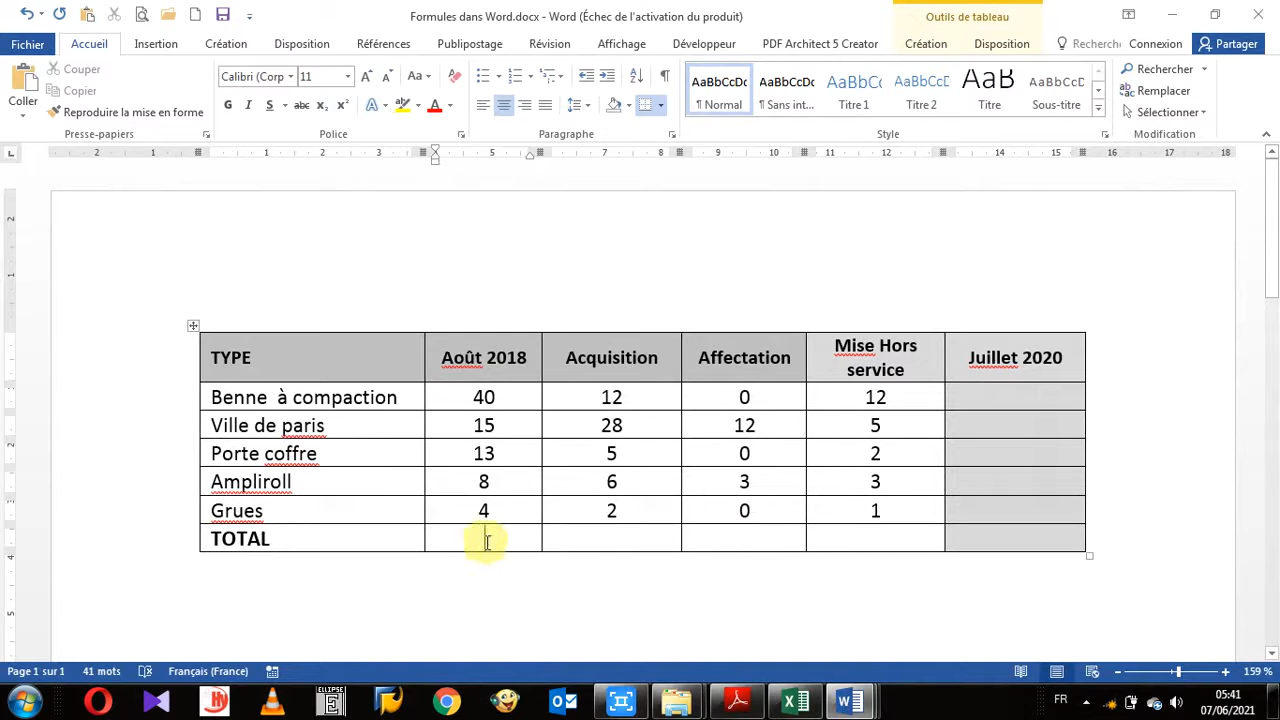 Formules dans Word.docx - Word (Échec de l'activation du produit)
Outils de tableau
Fichier
Accueil
Insertion
Création
Disposition
Références
Publipostage
Révision
Affichage
Développeur
PDF Architect 5 Creator
Création
Disposition
Recherche
Connexion
Partager
Coller
Couper
Copier
Reproduire la mise en forme
Presse-papiers
Calibri (Corp
11
Police
Paragraphe
AaBbCcDc
¶ Normal
AaBbCcDc
¶ Sans int...
AaBbC
Titre 1
AaBbCcD
Titre 2
AaB
Titre
AaBbCcD
Sous-titre
Style
Rechercher
Remplacer
Sélectionner
Modification
TYPE Août 2018 Acquisition Affectation Mise Hors service Juillet 2020
Benne à compaction 40 12 0 12
Ville de paris 15 28 12 5
Porte coffre 13 5 0 2
Ampliroll 8 6 3 3
Grues 4 2 0 1
TOTAL
Page 1 sur 1
41 mots
Français (France)
159 %
ELLIPSE
FR
05:41
07/06/2021